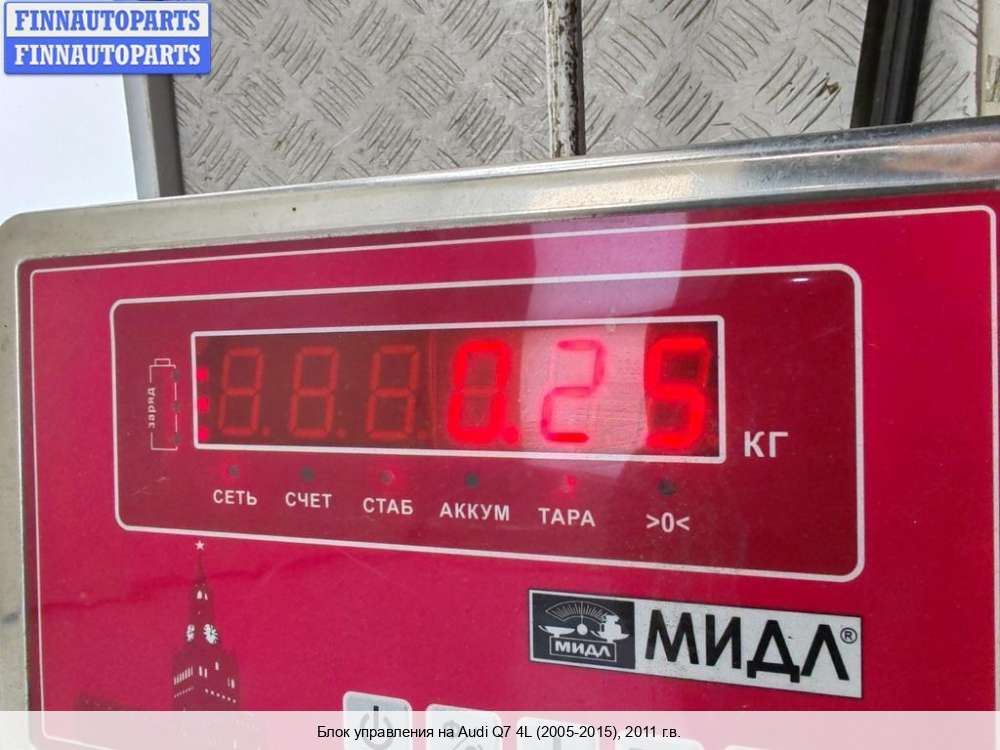 FINNAUTOPARTS
FINNAUTOPARTS
заряд
0.25 КГ
СЕТЬ СЧЕТ СТАБ АККУМ ТАРА >0<
МИДЛ МИДЛ®
Блок управления на Audi Q7 4L (2005-2015), 2011 г.в.